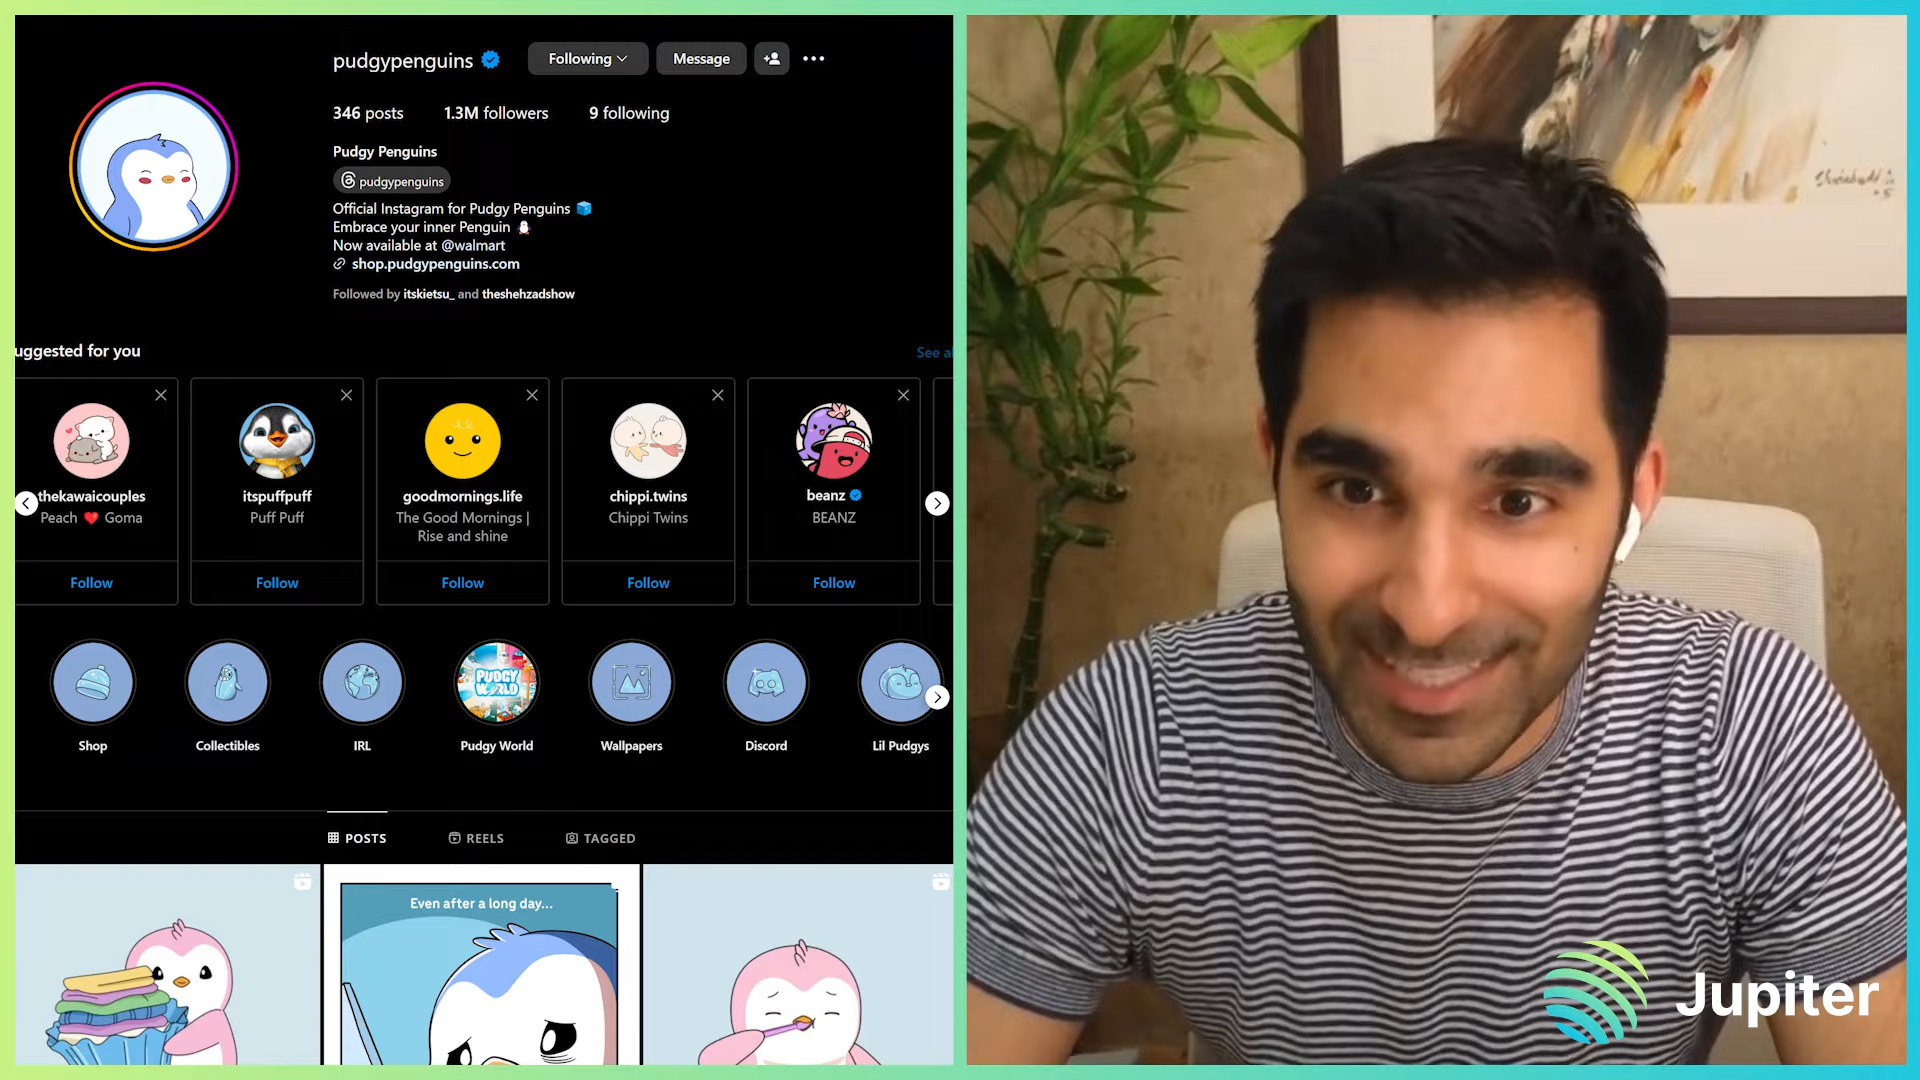 pudgypenguins
Following
Message
346 posts
1.3M followers
9 following
Pudgy Penguins
pudgypenguins
Official Instagram for Pudgy Penguins
Embrace your inner Penguin
Now available at @walmart
shop.pudgypenguins.com
Followed by itskietsu_ and theshehzadshow
uggested for you
See al
thekawaicouples
Peach ❤️ Goma
Follow
itspuffpuff
Puff Puff
Follow
goodmornings.life
The Good Mornings |
Rise and shine
Follow
chippi.twins
Chippi Twins
Follow
beanz
BEANZ
Follow
PUDGY
WORLD
Shop
Collectibles
IRL
Pudgy World
Wallpapers
Discord
Lil Pudgys
POSTS
REELS
TAGGED
Even after a long day...
Jupiter